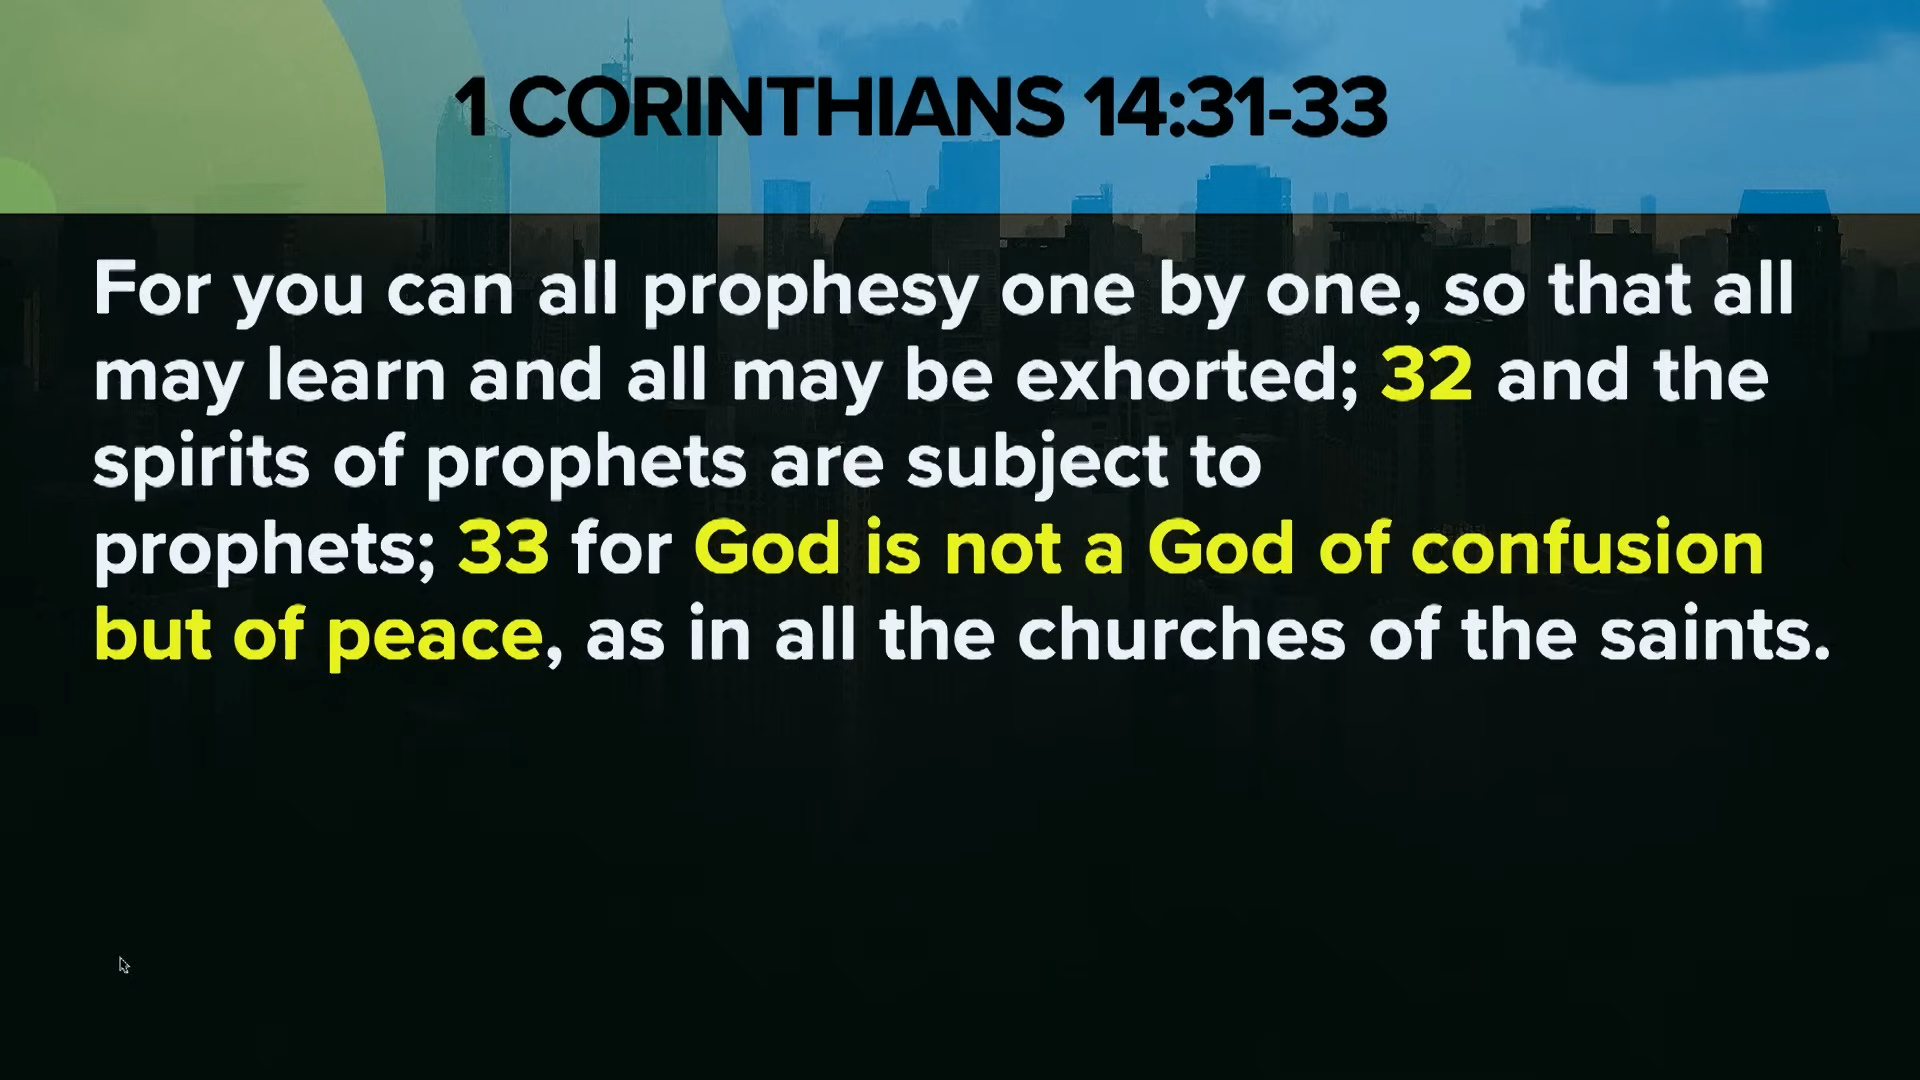 1 CORINTHIANS 14:31-33
For you can all prophesy one by one, so that all
may learn and all may be exhorted; 32 and the
spirits of prophets are subject to
prophets; 33 for God is not a God of confusion
but of peace, as in all the churches of the saints.